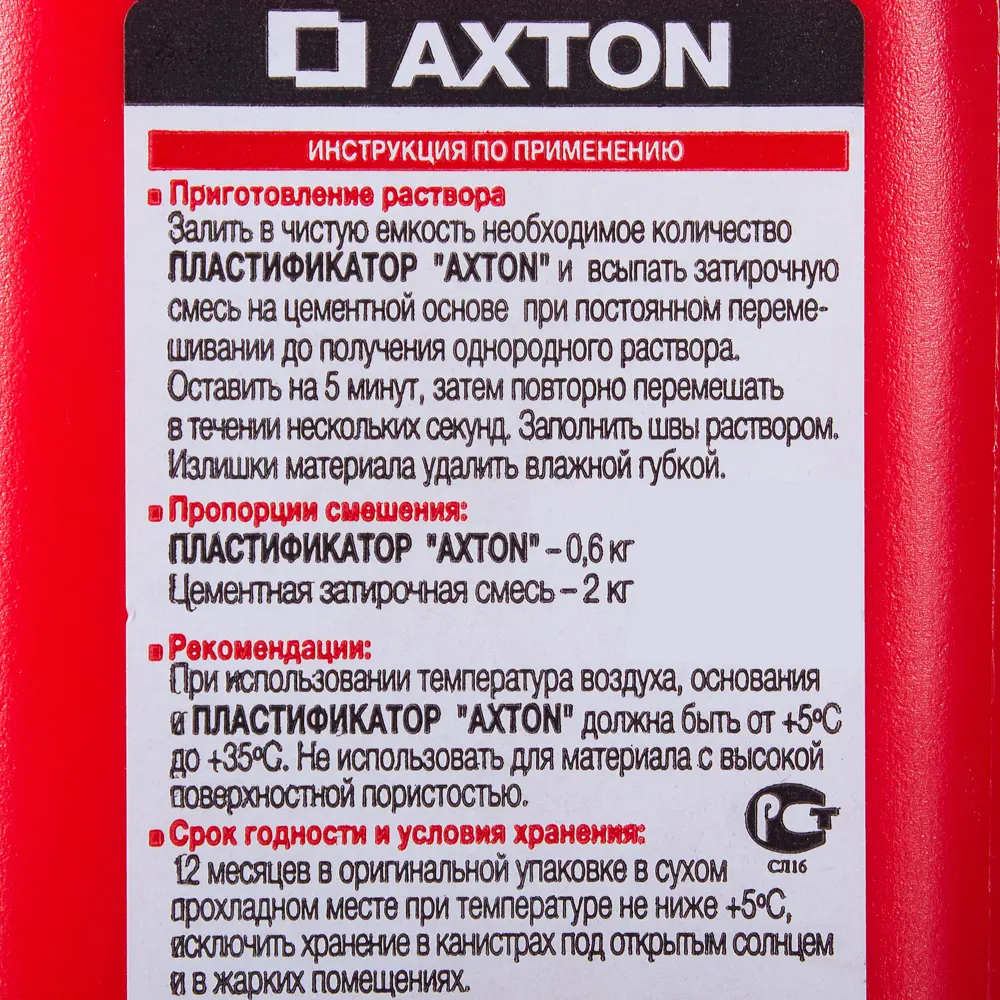 AXTON
ИНСТРУКЦИЯ ПО ПРИМЕНЕНИЮ
Приготовление раствора
Залить в чистую емкость необходимое количество
ПЛАСТИФИКАТОР "AXTON" и всыпать затирочную
смесь на цементной основе при постоянном переме-
шивании до получения однородного раствора.
Оставить на 5 минут, затем повторно перемешать
в течении нескольких секунд. Заполнить швы раствором.
Излишки материала удалить влажной губкой.
Пропорции смешения:
ПЛАСТИФИКАТОР "AXTON" – 0,6 кг
Цементная затирочная смесь – 2 кг
Рекомендации:
При использовании температура воздуха, основания
и ПЛАСТИФИКАТОР "AXTON" должна быть от +5ºC
до +35ºC. Не использовать для материала с высокой
поверхностной пористостью.
РСТ
СЛ16
Срок годности и условия хранения:
12 месяцев в оригинальной упаковке в сухом
прохладном месте при температуре не ниже +5ºC,
исключить хранение в канистрах под открытым солнцем
и в жарких помещениях.